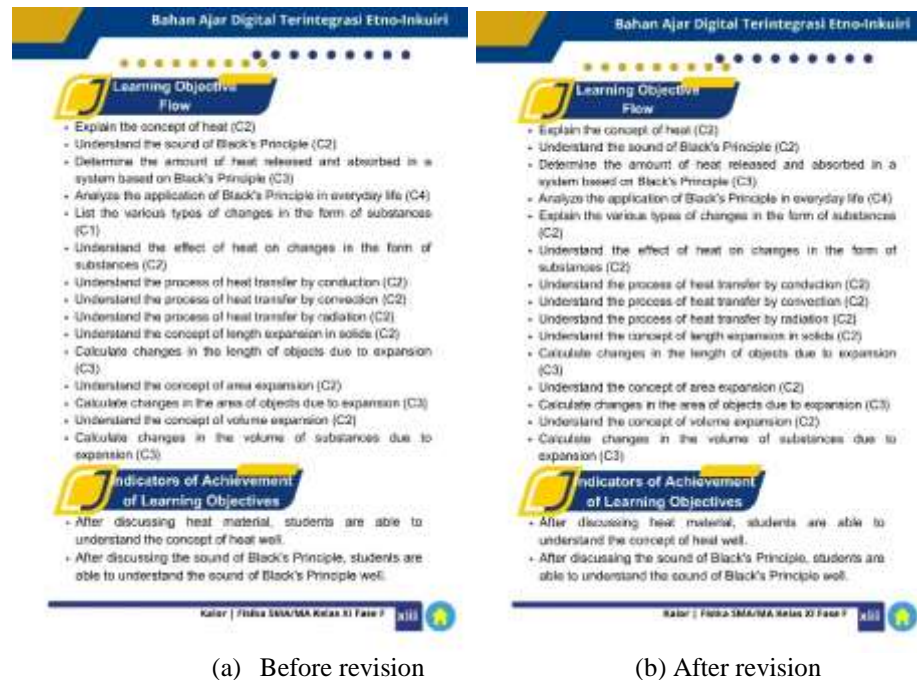 Bahan Ajar Digital Terintegrasi Etno-Inkuiri
Learning Objective
Flow
• Explain the concept of heat (C2)
• Understand the sound of Black's Principle (C2)
• Determine the amount of heat released and absorbed in a
system based on Black's Principle (C3)
• Analyze the application of Black's Principle in everyday life (C4)
• List the various types of changes in the form of substances
(C1)
• Understand the effect of heat on changes in the form of
substances (C2)
• Understand the process of heat transfer by conduction (C2)
• Understand the process of heat transfer by convection (C2)
• Understand the process of heat transfer by radiation (C2)
• Understand the concept of length expansion in solids (C2)
• Calculate changes in the length of objects due to expansion
(C3)
• Understand the concept of area expansion (C2)
• Calculate changes in the area of objects due to expansion (C3)
• Understand the concept of volume expansion (C2)
• Calculate changes in the volume of substances due to
expansion (C3)
Indicators of Achievement
of Learning Objectives
• After discussing heat material, students are able to
understand the concept of heat well.
• After discussing the sound of Black's Principle, students are
able to understand the sound of Black's Principle well.
Kalor | Fisika SMA/MA Kelas XI Fase F xiii
(a) Before revision
Bahan Ajar Digital Terintegrasi Etno-Inkuiri
Learning Objective
Flow
• Explain the concept of heat (C2)
• Understand the sound of Black's Principle (C2)
• Determine the amount of heat released and absorbed in a
system based on Black's Principle (C3)
• Analyze the application of Black's Principle in everyday life (C4)
• Explain the various types of changes in the form of substances
(C2)
• Understand the effect of heat on changes in the form of
substances (C2)
• Understand the process of heat transfer by conduction (C2)
• Understand the process of heat transfer by convection (C2)
• Understand the process of heat transfer by radiation (C2)
• Understand the concept of length expansion in solids (C2)
• Calculate changes in the length of objects due to expansion
(C3)
• Understand the concept of area expansion (C2)
• Calculate changes in the area of objects due to expansion (C3)
• Understand the concept of volume expansion (C2)
• Calculate changes in the volume of substances due to
expansion (C3)
Indicators of Achievement
of Learning Objectives
• After discussing heat material, students are able to
understand the concept of heat well.
• After discussing the sound of Black's Principle, students are
able to understand the sound of Black's Principle well.
Kalor | Fisika SMA/MA Kelas XI Fase F xiii
(b) After revision